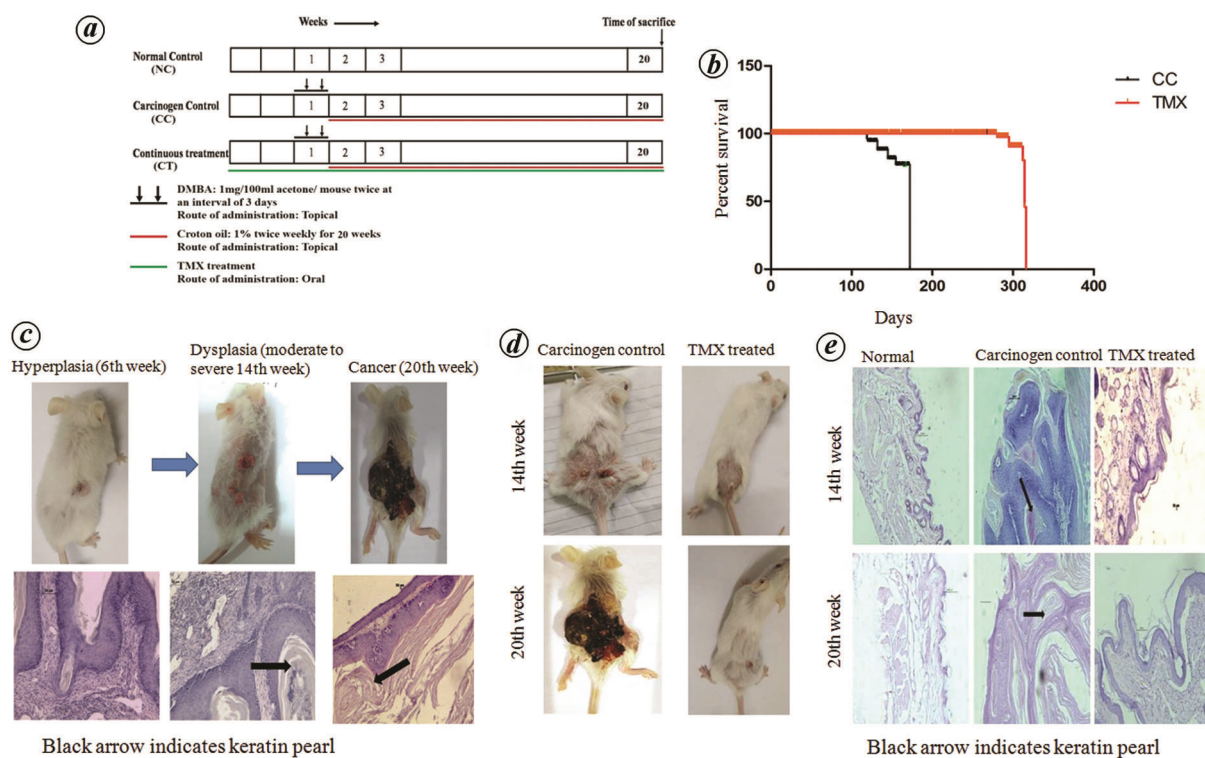 a
Weeks
Time of sacrifice
Normal Control
(NC)
1 2 3 20
Carcinogen Control
(CC)
1 2 3 20
Continuous treatment
(CT)
1 2 3 20
DMBA: 1mg/100ml acetone/ mouse twice at
an interval of 3 days
Route of administration: Topical
Croton oil: 1% twice weekly for 20 weeks
Route of administration: Topical
TMX treatment
Route of administration: Oral
b
150
100
50
0
Percent survival
0 100 200 300 400
Days
CC
TMX
c
Hyperplasia (6th week)
Dysplasia (moderate to
severe 14th week)
Cancer (20th week)
Black arrow indicates keratin pearl
d
Carcinogen control TMX treated
14th week
20th week
e
Normal Carcinogen control TMX treated
14th week
20th week
Black arrow indicates keratin pearl